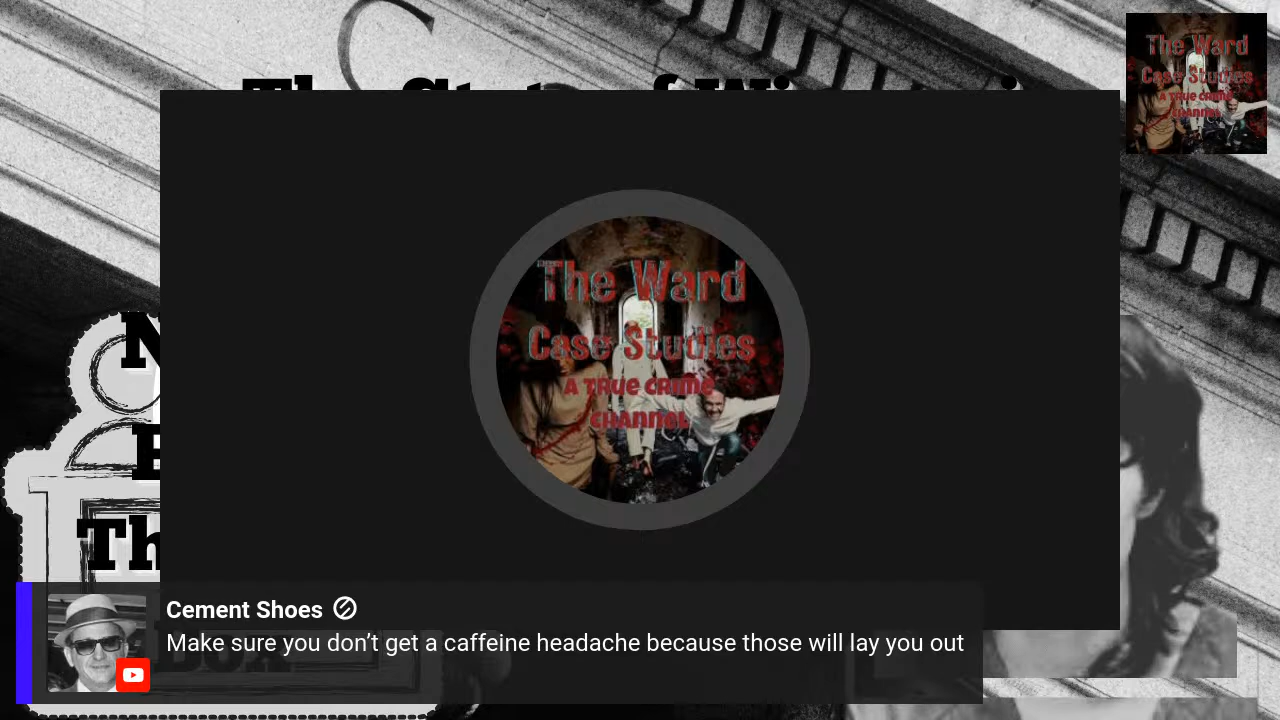 The Ward
Case Studies
A TRUE CRIME
CHANNEL
The Ward
Case Studies
A TRUE CRIME
CHANNEL
Th
Cement Shoes
Make sure you don’t get a caffeine headache because those will lay you out